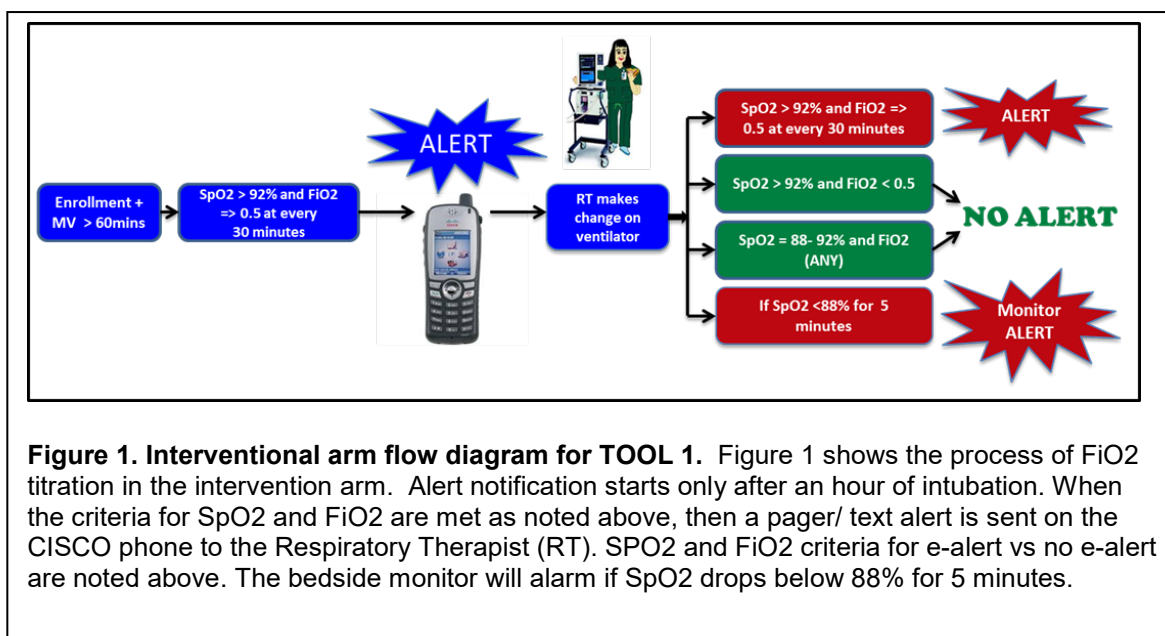 ALERT
Enrollment +
MV > 60mins
SpO2 > 92% and FiO2
=> 0.5 at every
30 minutes
RT makes
change on
ventilator
SpO2 > 92% and FiO2 =>
0.5 at every 30 minutes
ALERT
SpO2 > 92% and FiO2 < 0.5
NO ALERT
SpO2 = 88- 92% and FiO2
(ANY)
If SpO2 <88% for 5
minutes
Monitor
ALERT
Figure 1. Interventional arm flow diagram for TOOL 1. Figure 1 shows the process of FiO2
titration in the intervention arm. Alert notification starts only after an hour of intubation. When
the criteria for SpO2 and FiO2 are met as noted above, then a pager/ text alert is sent on the
CISCO phone to the Respiratory Therapist (RT). SPO2 and FiO2 criteria for e-alert vs no e-alert
are noted above. The bedside monitor will alarm if SpO2 drops below 88% for 5 minutes.